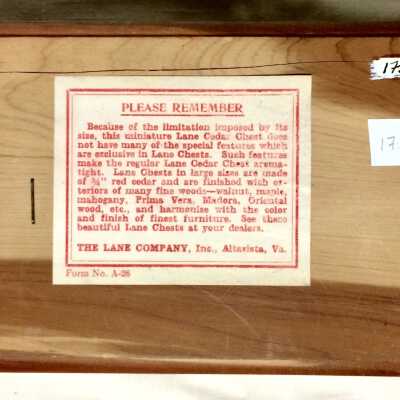 PLEASE REMEMBER
Because of the limitation imposed by its
size, this miniature Lane Cedar Chest does
not have many of the special features which
are exclusive in Lane Chests. Such features
make the regular Lane Cedar Chest aroma-
tight. Lane Chests in large sizes are made
of ¾" red cedar and are finished with ex-
teriors of many fine woods—walnut, maple,
mahogany, Prima Vera, Madora, Oriental
wood, etc., and harmonize with the color
and finish of finest furniture. See these
beautiful Lane Chests at your dealers.
THE LANE COMPANY, Inc., Altavista, Va.
Form No. A-26